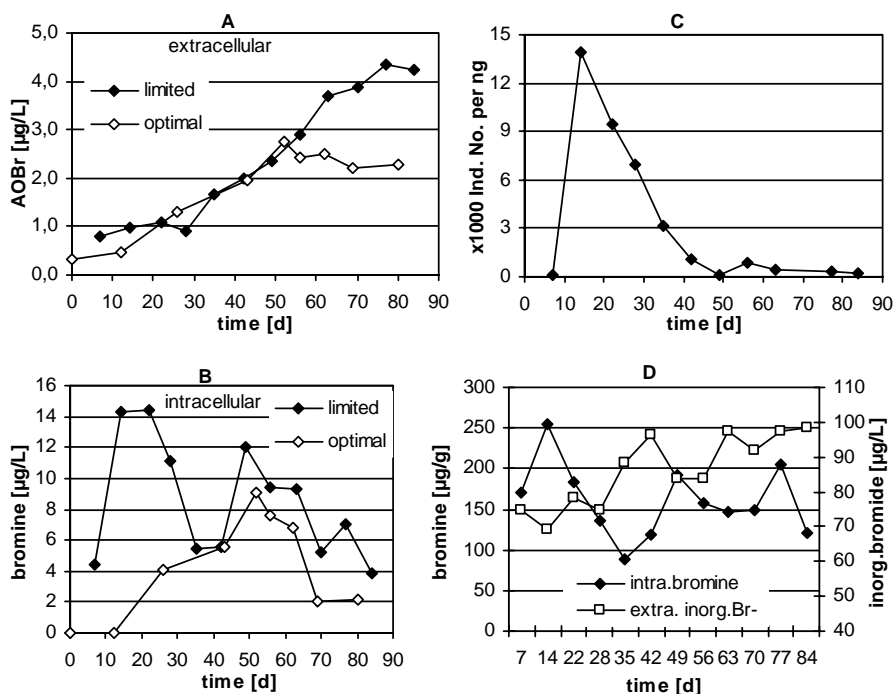 A
extracellular
limited
optimal
AOBr [µg/L]
5,0
4,0
3,0
2,0
1,0
0,0
0 10 20 30 40 50 60 70 80 90
time [d]
C
x1000 Ind. No. per ng
15
12
9
6
3
0
0 10 20 30 40 50 60 70 80 90
time [d]
B
intracellular
limited
optimal
bromine [µg/L]
16
14
12
10
8
6
4
2
0
0 10 20 30 40 50 60 70 80 90
time [d]
D
bromine [µg/g]
300
250
200
150
100
50
0
inorg.bromide [µg/L]
110
100
90
80
70
60
50
40
intra.bromine
extra. inorg.Br-
7 14 22 28 35 42 49 56 63 70 77 84
time [d]